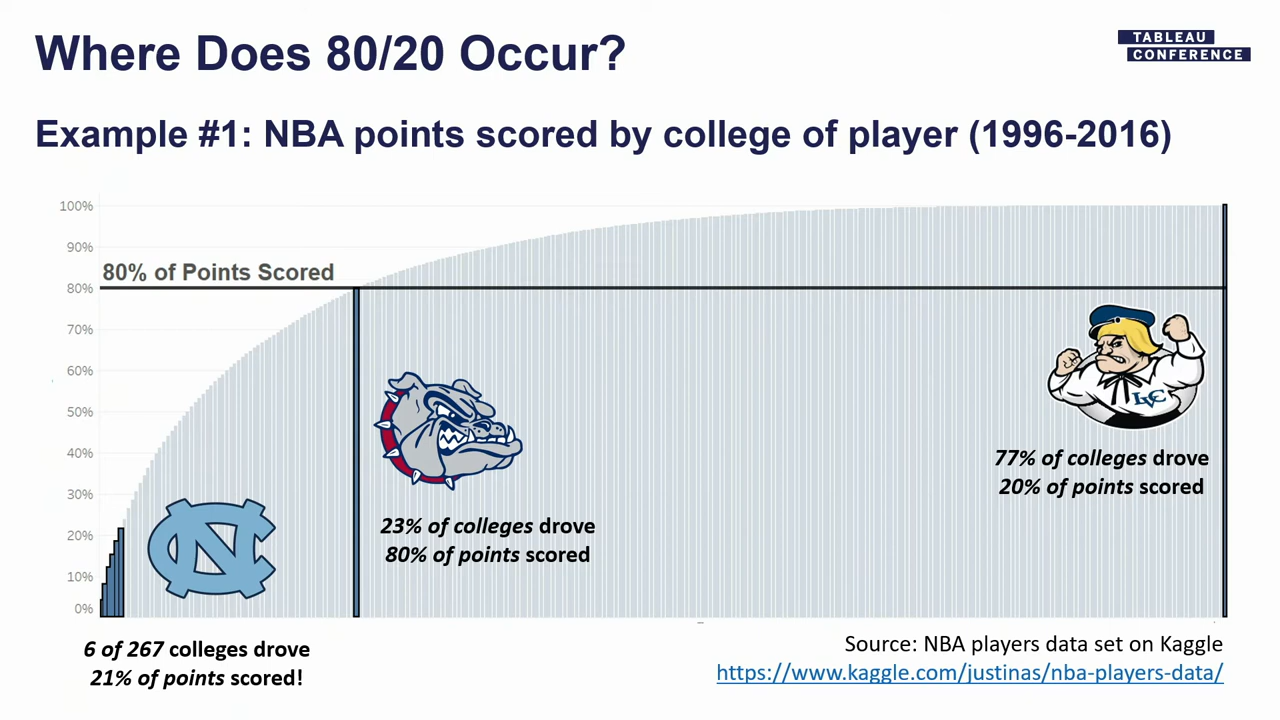 Where Does 80/20 Occur?
TABLEAU
CONFERENCE
Example #1: NBA points scored by college of player (1996-2016)
100%
90%
80% of Points Scored
80%
70%
60%
50%
40%
30%
20%
10%
0%
NC
LVC
77% of colleges drove
20% of points scored
23% of colleges drove
80% of points scored
6 of 267 colleges drove
21% of points scored!
Source: NBA players data set on Kaggle
https://www.kaggle.com/justinas/nba-players-data/